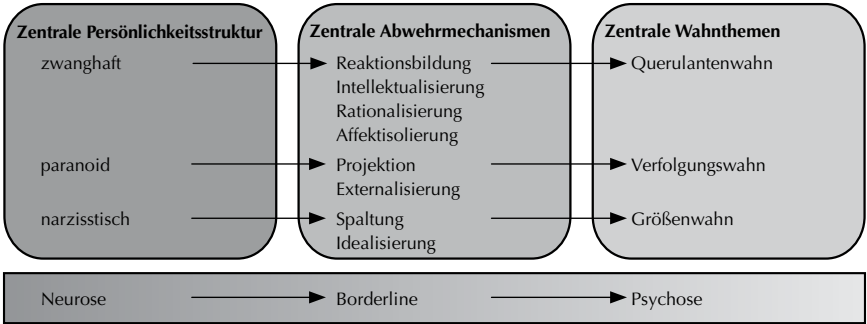 Zentrale Persönlichkeitsstruktur Zentrale Abwehrmechanismen Zentrale Wahnthemen
zwanghaft Reaktionsbildung Querulantenwahn
Intellektualisierung
Rationalisierung
Affektisolierung
paranoid Projektion Verfolgungswahn
Externalisierung
narzisstisch Spaltung Größenwahn
Idealisierung
Neurose Borderline Psychose